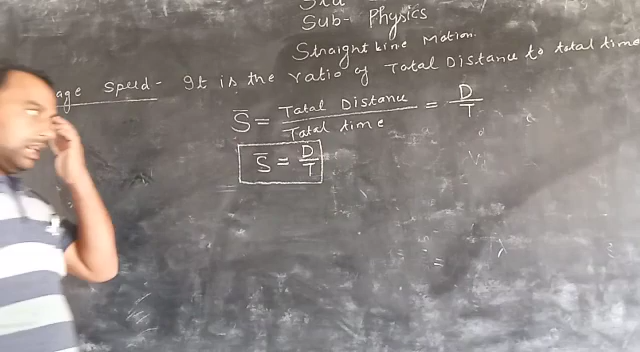 Sub- Physics
Straight Line Motion.
age Speed- It is the ratio of Total Distance to total time
S̅ = Total Distance / Total time = D / T
S̅ = D / T